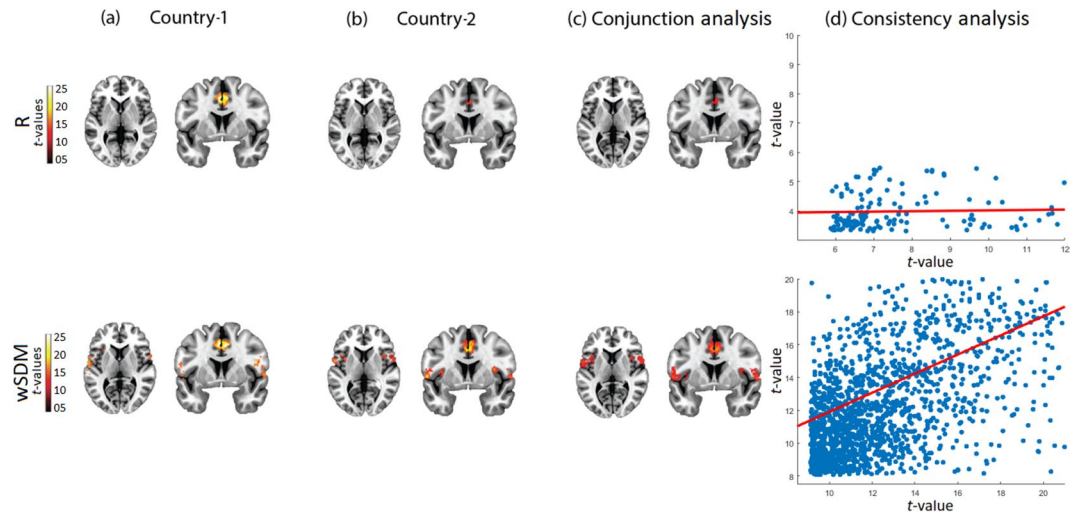 (a) Country-1 (b) Country-2 (c) Conjunction analysis (d) Consistency analysis
R
t-values
25
20
15
10
05
t-value
10
9
8
7
6
5
4
6 7 8 9 10 11 12
t-value
wSDM
t-values
25
20
15
10
05
t-value
20
18
16
14
12
10
8
10 12 14 16 18 20
t-value